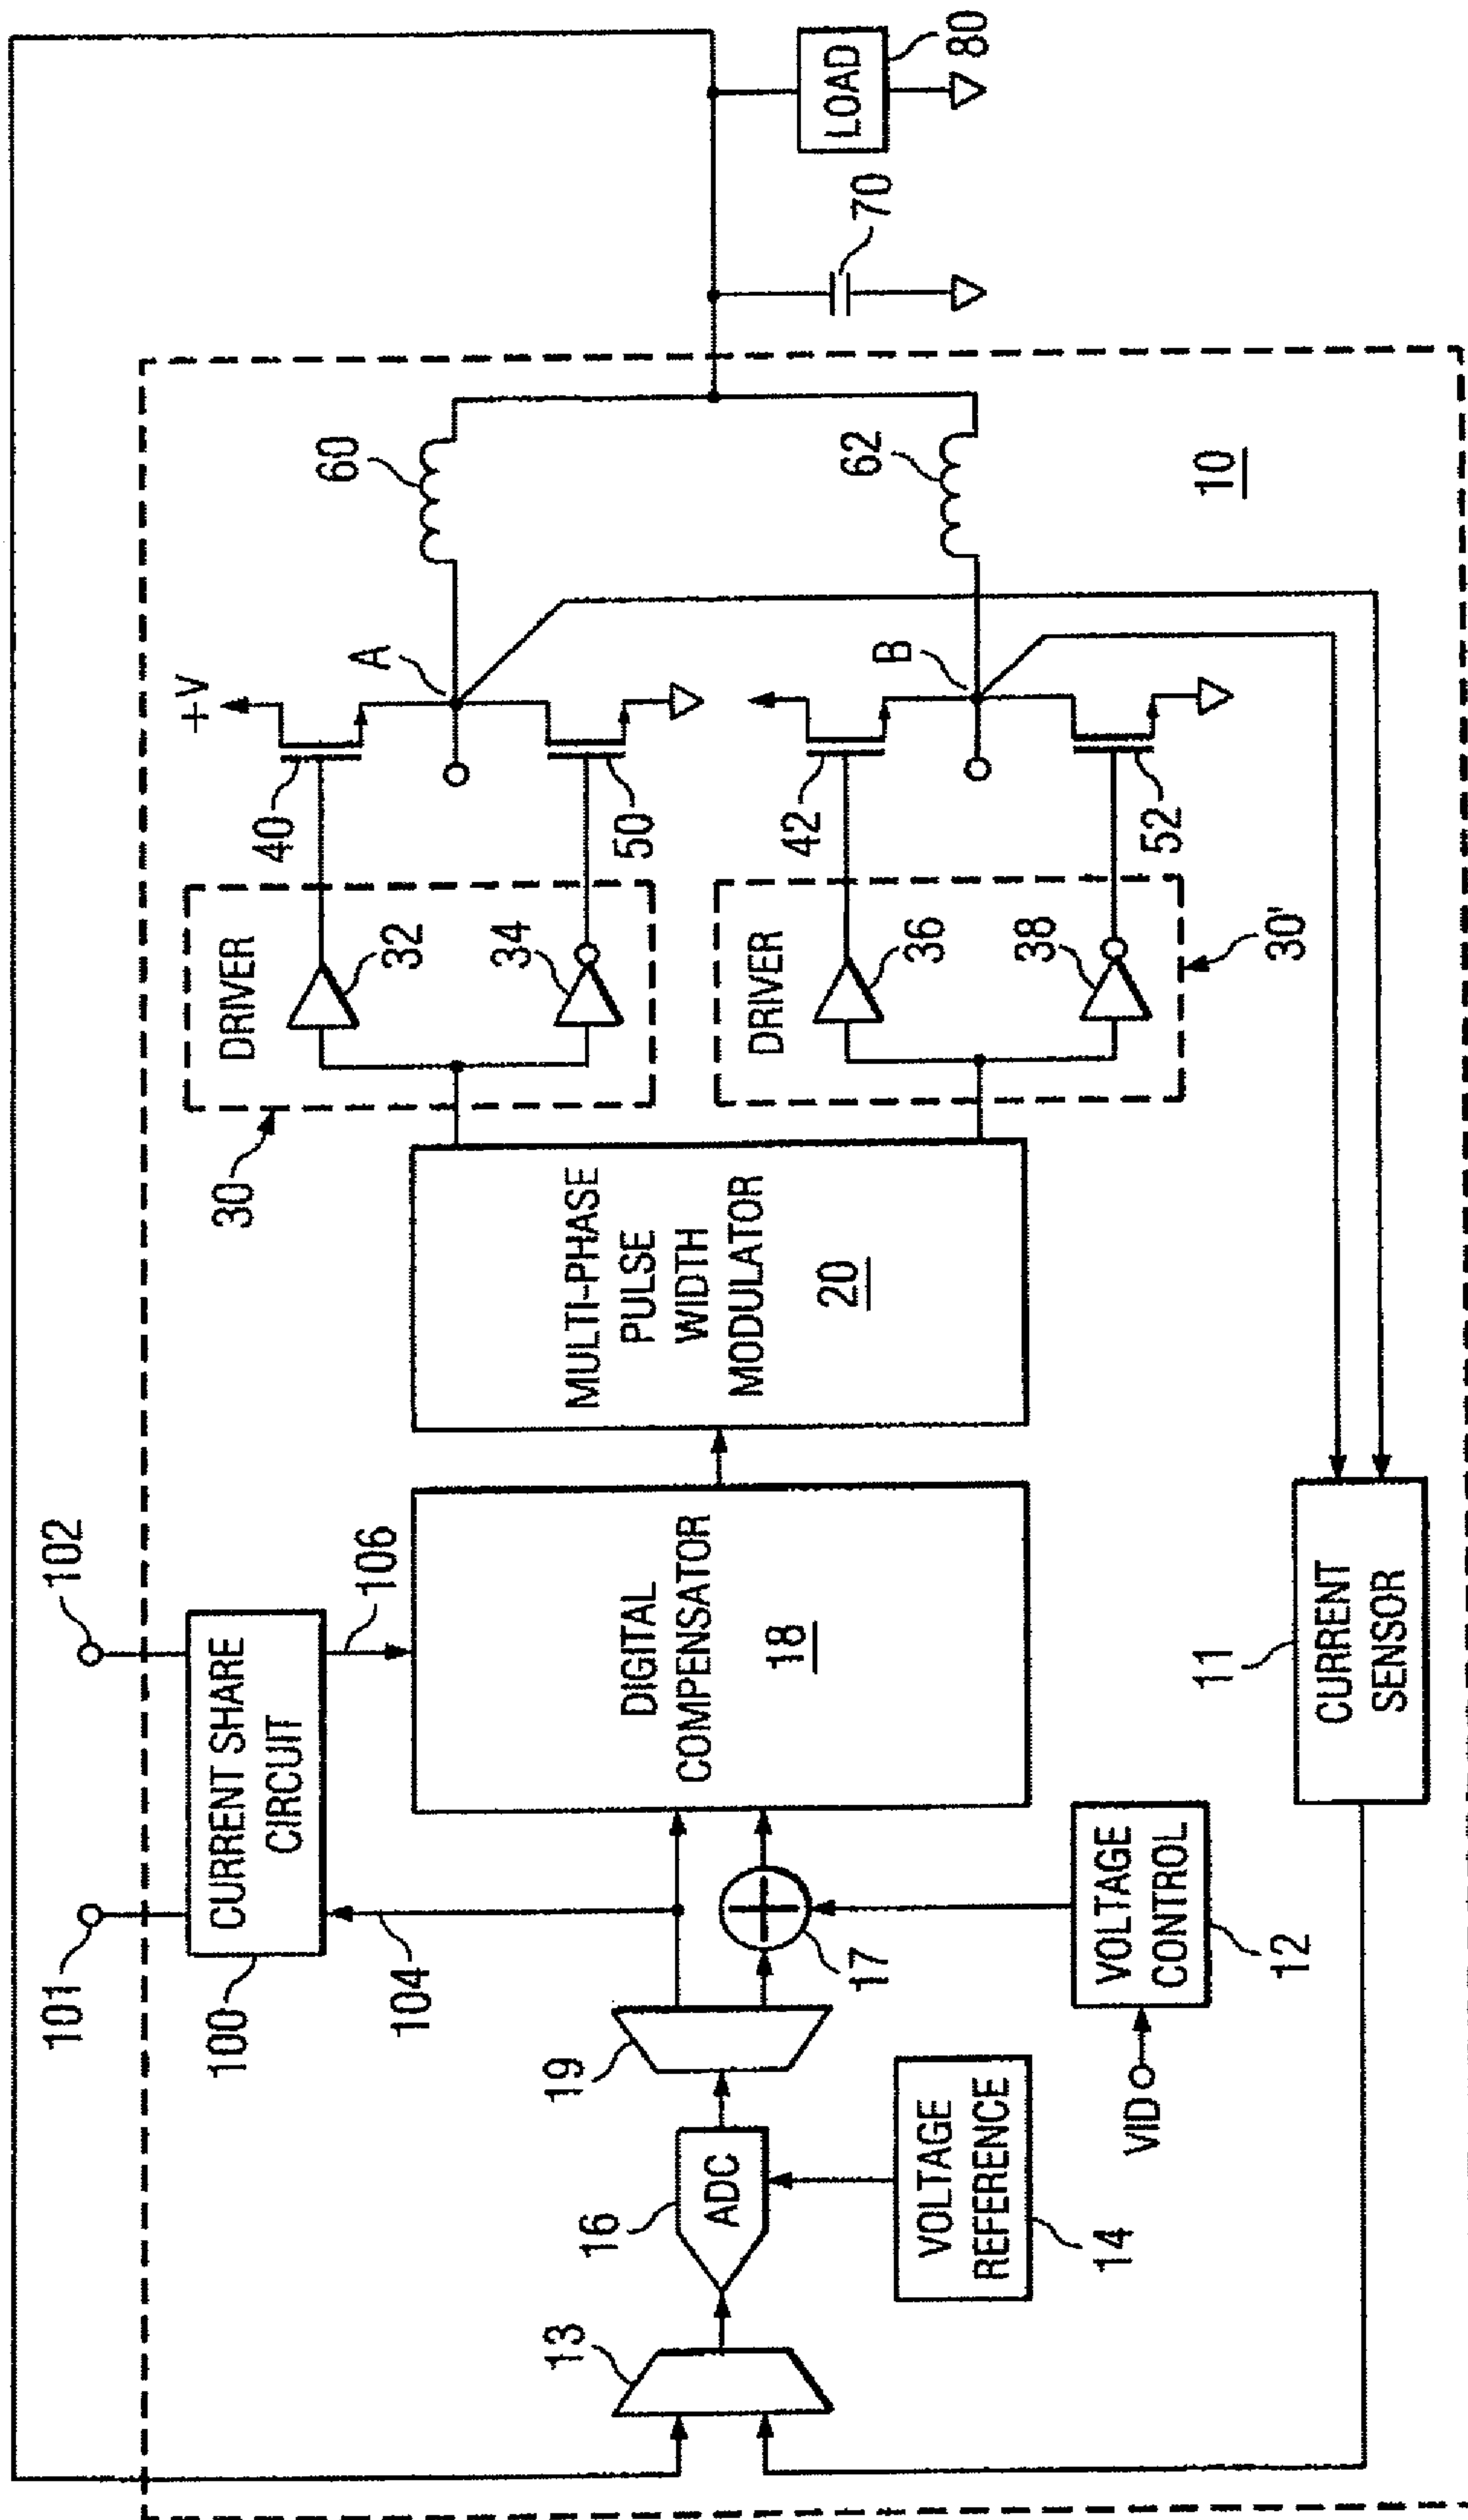 101
102
100
CURRENT SHARE
CIRCUIT
104
106
30
DRIVER
32
34
40
+V
A
50
60
13
16
ADC
19
17
DIGITAL
COMPENSATOR
18
MULTI-PHASE
PULSE
WIDTH
MODULATOR
20
DRIVER
36
38
30'
42
B
52
62
70
LOAD
80
VOLTAGE
REFERENCE
14
VID
VOLTAGE
CONTROL
12
11
CURRENT
SENSOR
10